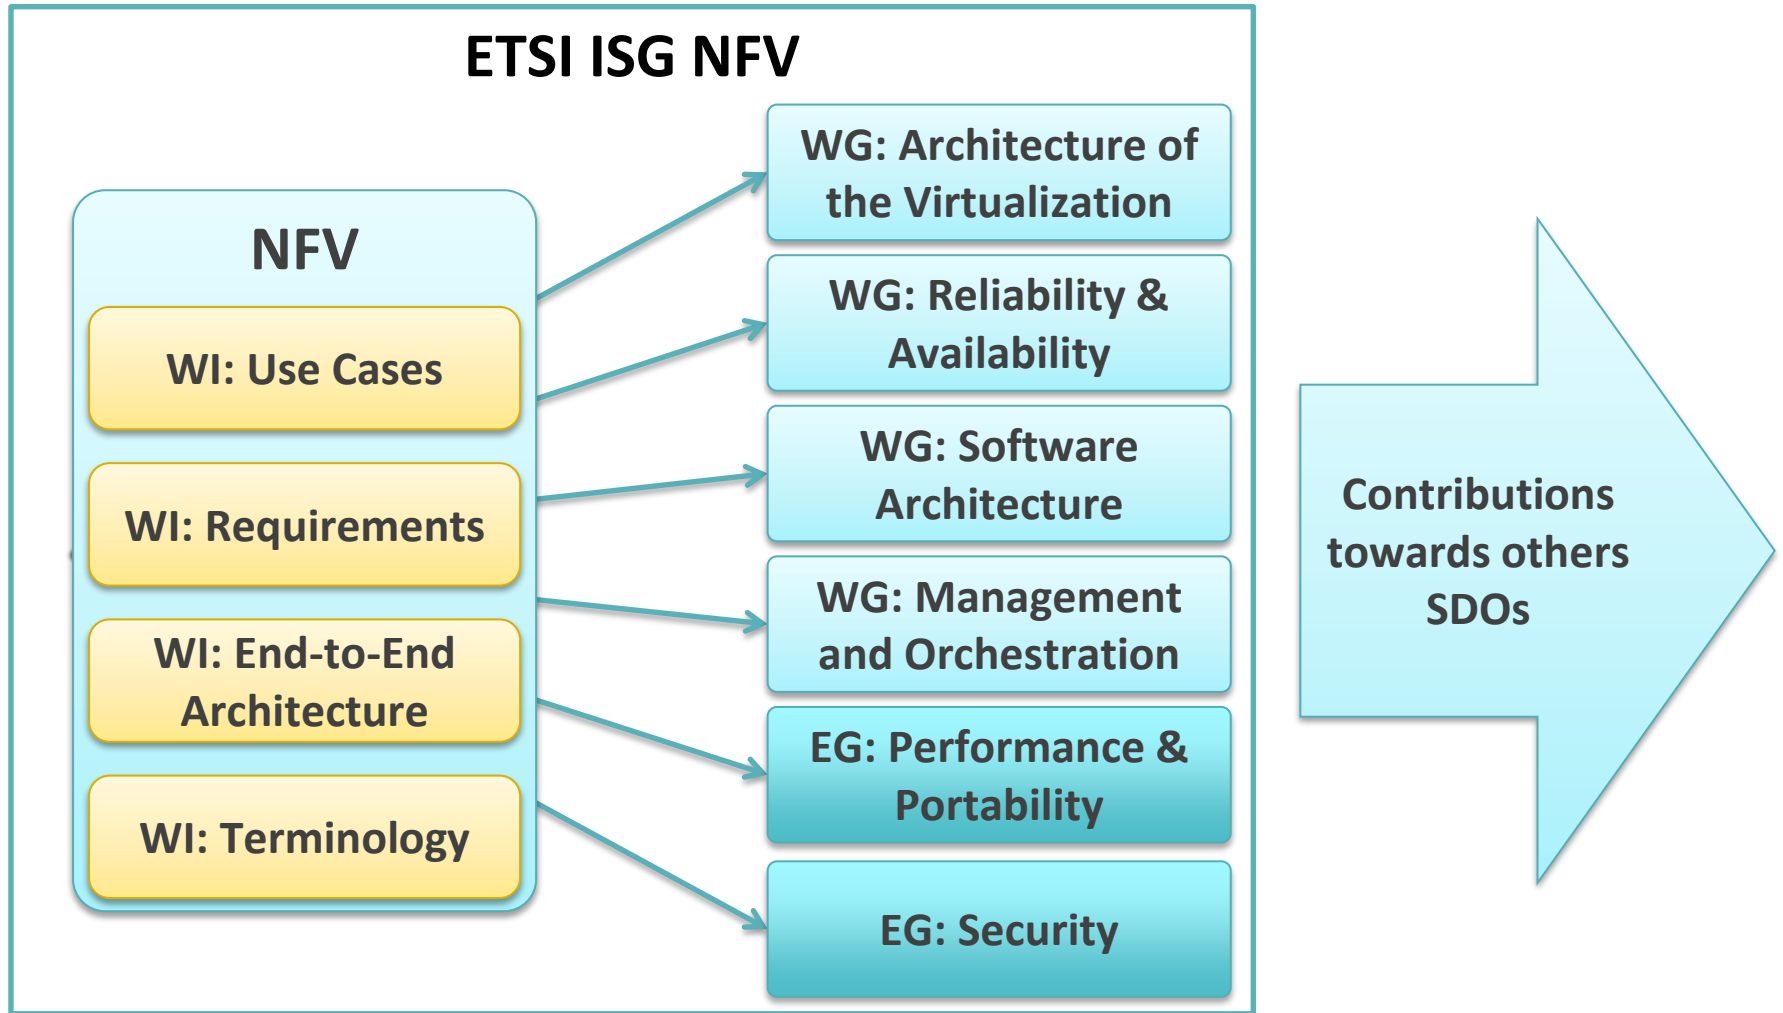 ETSI ISG NFV
NFV
WI: Use Cases
WI: Requirements
WI: End-to-End
Architecture
WI: Terminology
WG: Architecture of
the Virtualization
WG: Reliability &
Availability
WG: Software
Architecture
WG: Management
and Orchestration
EG: Performance &
Portability
EG: Security
Contributions
towards others
SDOs